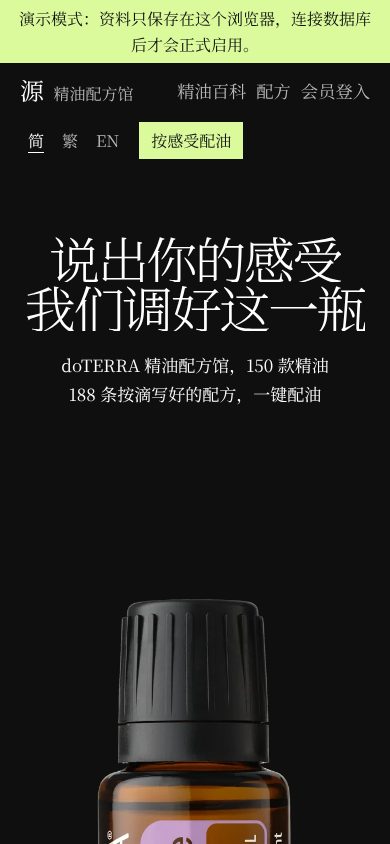 演示模式：资料只保存在这个浏览器，连接数据库
后才会正式启用。
源 精油配方馆 精油百科 配方 会员登入
简 繁 EN 按感受配油
说出你的感受
我们调好这一瓶
doTERRA 精油配方馆，150 款精油
188 条按滴写好的配方，一键配油